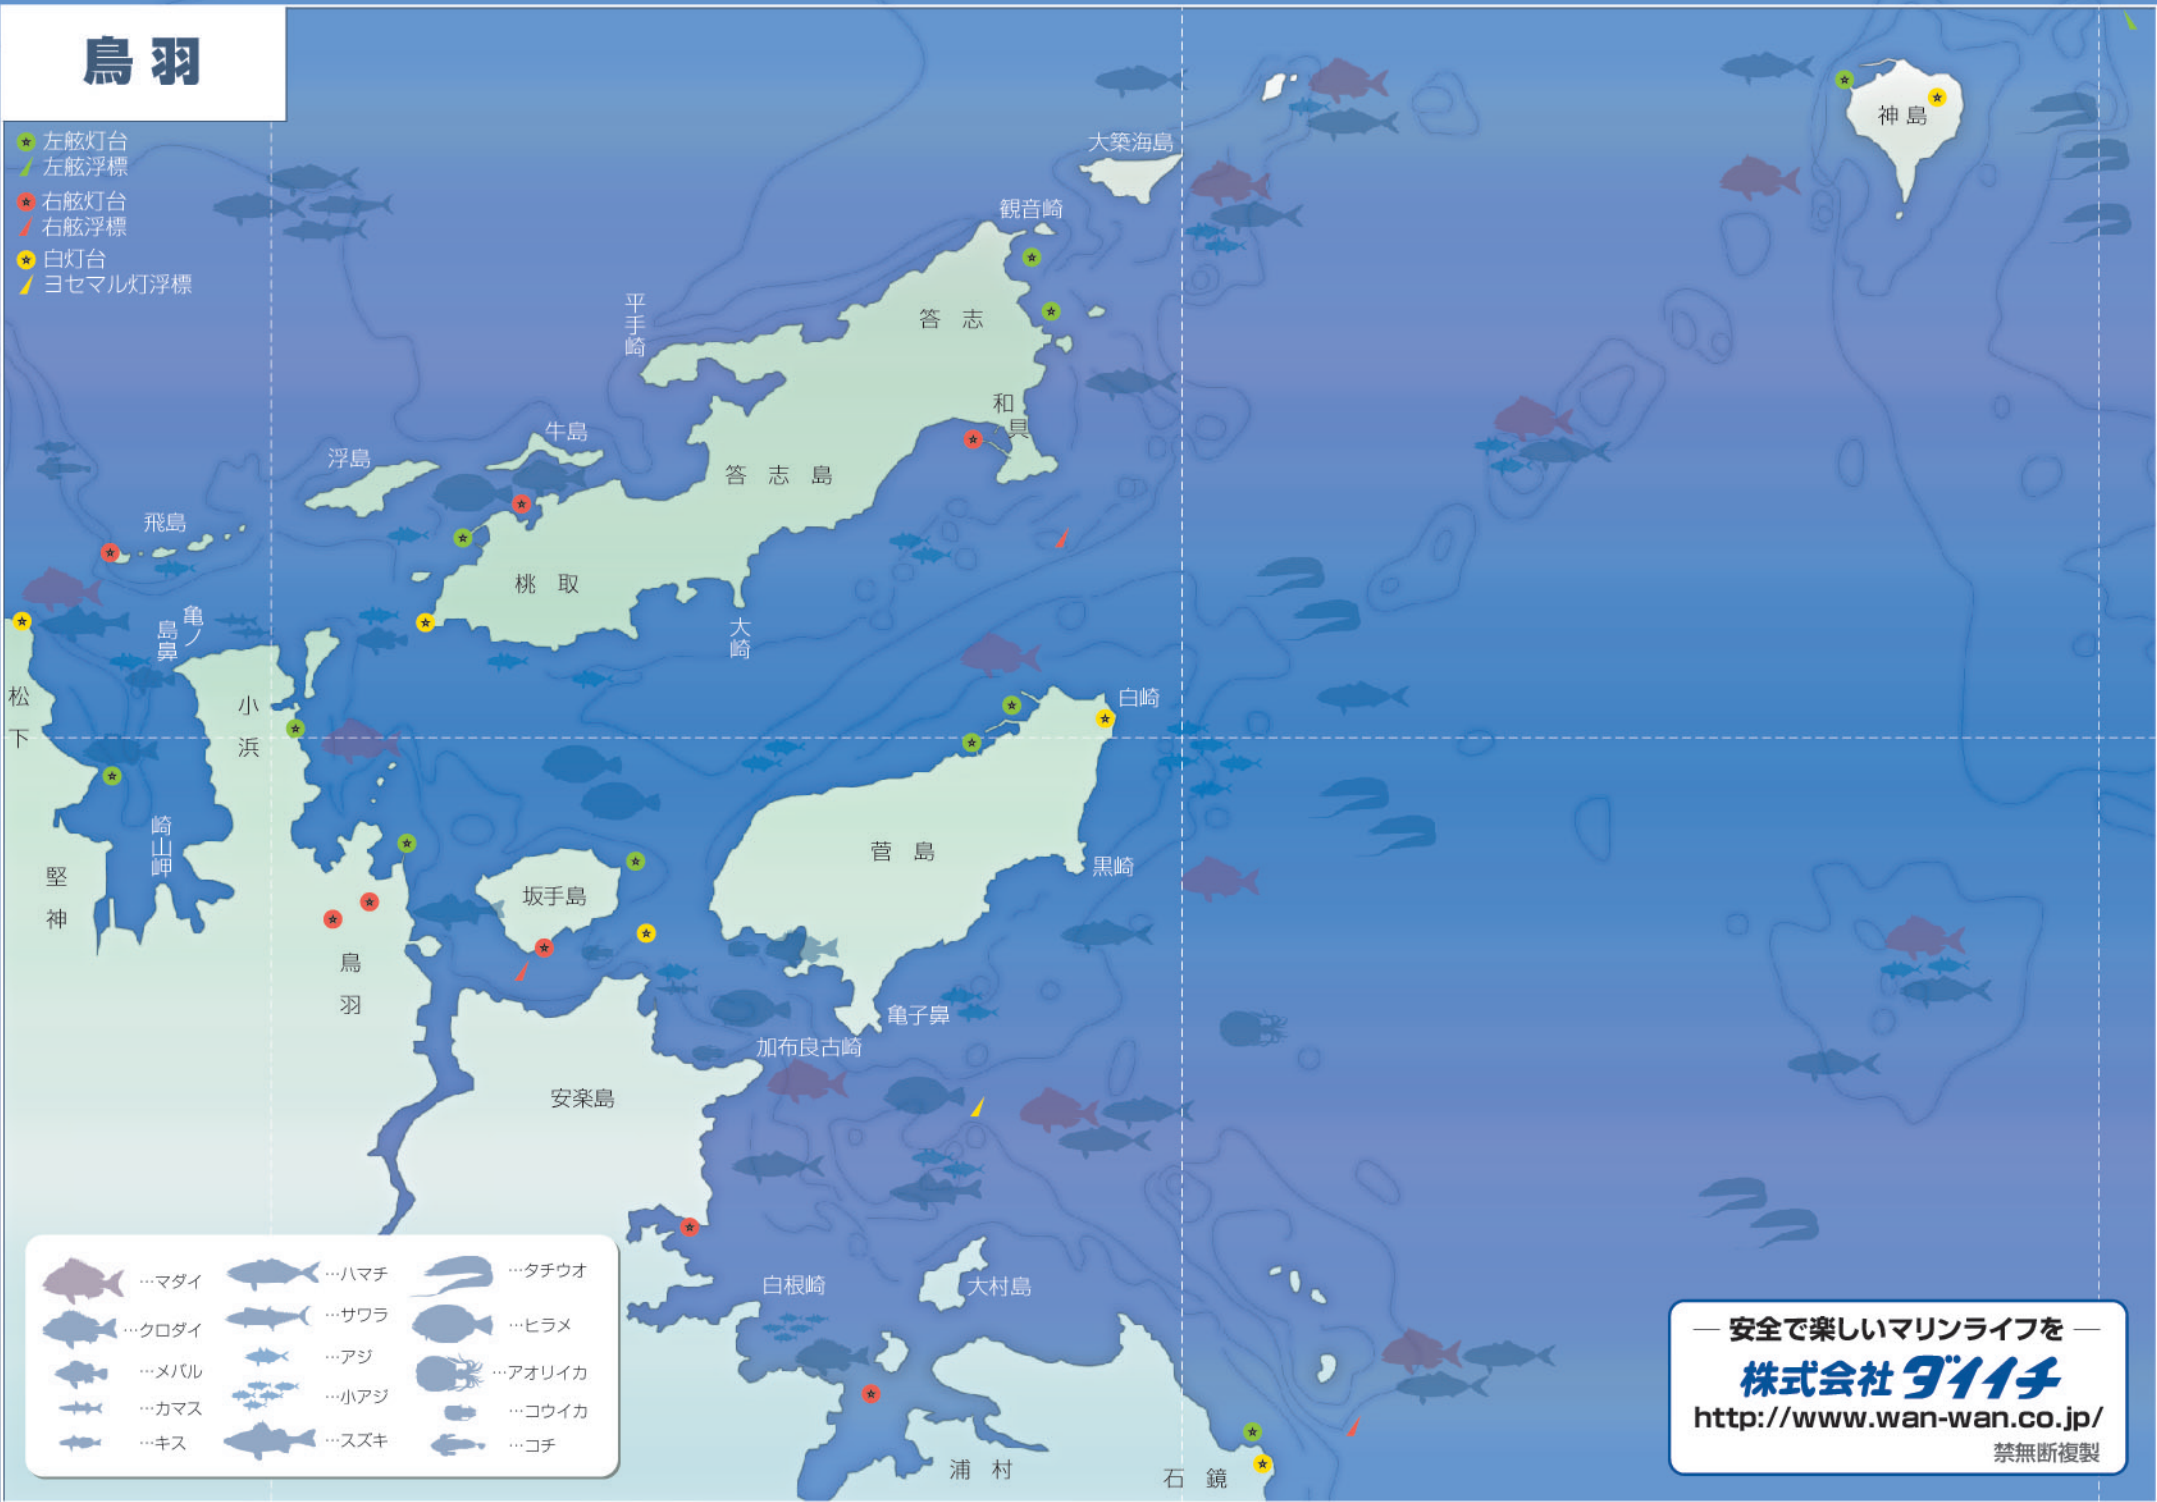 鳥羽
左舷灯台
左舷浮標
右舷灯台
右舷浮標
白灯台
ヨセマル灯浮標
神島
大築海島
観音崎
平手崎
答志
和具
牛島
浮島
答志島
飛島
桃取
亀ノ島鼻
大崎
松下
小浜
白崎
崎山岬
菅島
黒崎
堅神
坂手島
鳥羽
亀子鼻
加布良古崎
安楽島
白根崎
大村島
浦村
石鏡
…マダイ
…クロダイ
…メバル
…カマス
…キス
…ハマチ
…サワラ
…アジ
…小アジ
…スズキ
…タチウオ
…ヒラメ
…アオリイカ
…コウイカ
…コチ
― 安全で楽しいマリンライフを ―
株式会社ダイイチ
http://www.wan-wan.co.jp/
禁無断複製